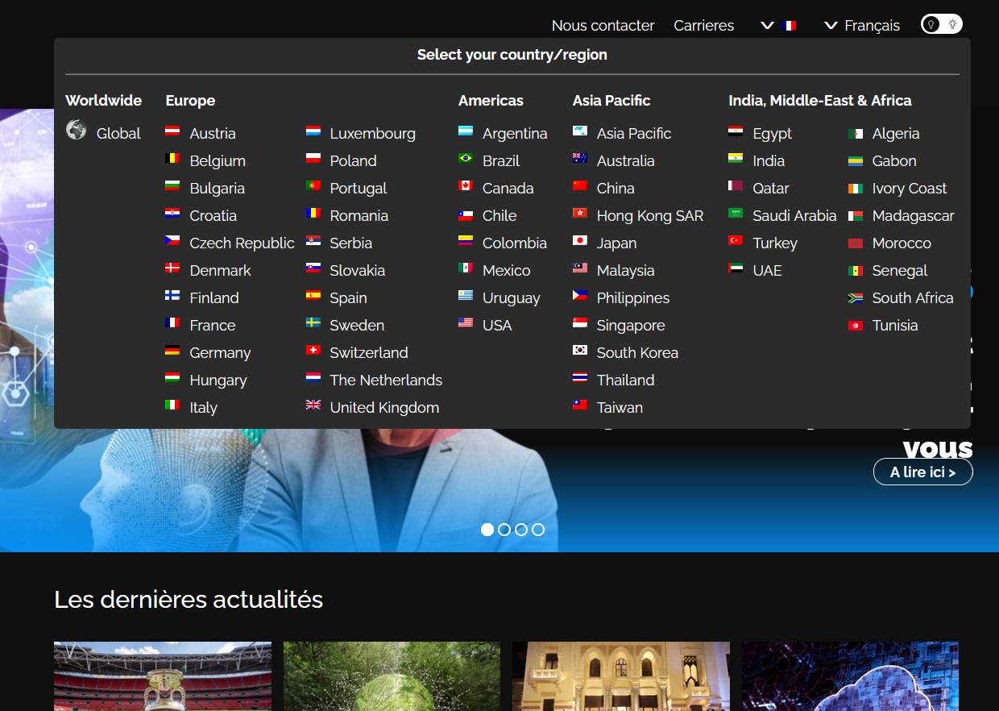 Nous contacter Carrieres Français
Select your country/region
Worldwide
Global
Europe
Austria
Belgium
Bulgaria
Croatia
Czech Republic
Denmark
Finland
France
Germany
Hungary
Italy
Luxembourg
Poland
Portugal
Romania
Serbia
Slovakia
Spain
Sweden
Switzerland
The Netherlands
United Kingdom
Americas
Argentina
Brazil
Canada
Chile
Colombia
Mexico
Uruguay
USA
Asia Pacific
Asia Pacific
Australia
China
Hong Kong SAR
Japan
Malaysia
Philippines
Singapore
South Korea
Thailand
Taiwan
India, Middle-East & Africa
Egypt
India
Qatar
Saudi Arabia
Turkey
UAE
Algeria
Gabon
Ivory Coast
Madagascar
Morocco
Senegal
South Africa
Tunisia
vous
A lire ici >
Les dernières actualités